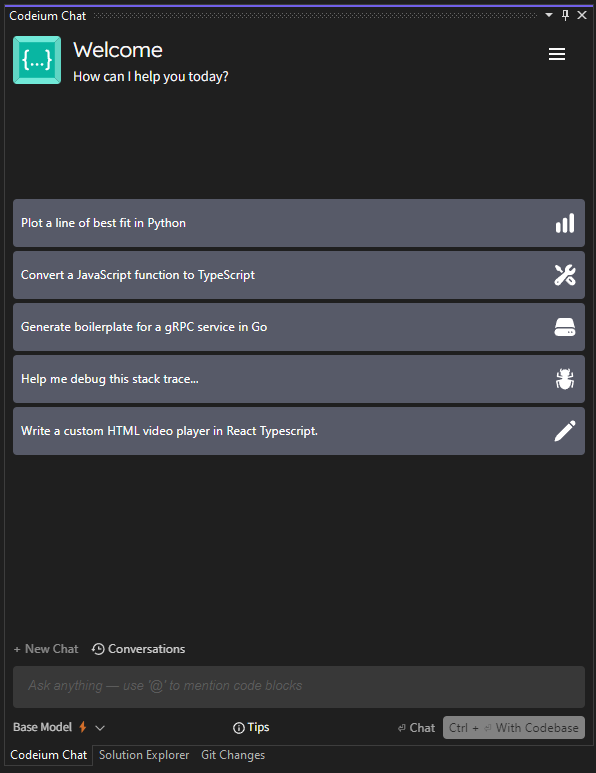 Codeium Chat
{...}
Welcome
How can I help you today?
Plot a line of best fit in Python
Convert a JavaScript function to TypeScript
Generate boilerplate for a gRPC service in Go
Help me debug this stack trace...
Write a custom HTML video player in React Typescript.
+ New Chat Conversations
Ask anything — use '@' to mention code blocks
Base Model Tips ⏎ Chat Ctrl + ⏎ With Codebase
Codeium Chat Solution Explorer Git Changes